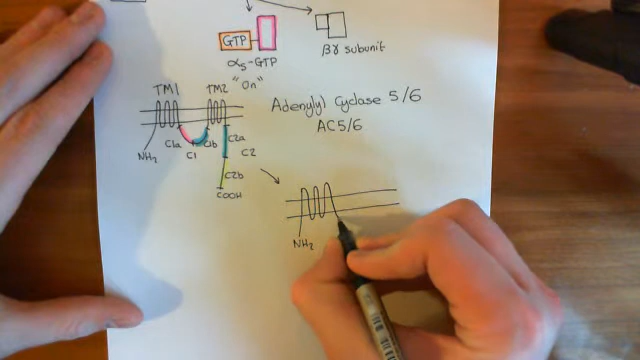 GTP
αs-GTP
"On"
βγ subunit
TM1 TM2
Adenylyl Cyclase 5/6
AC5/6
C1a C1b C2a
NH2 C1 C2
C2b
COOH
NH2